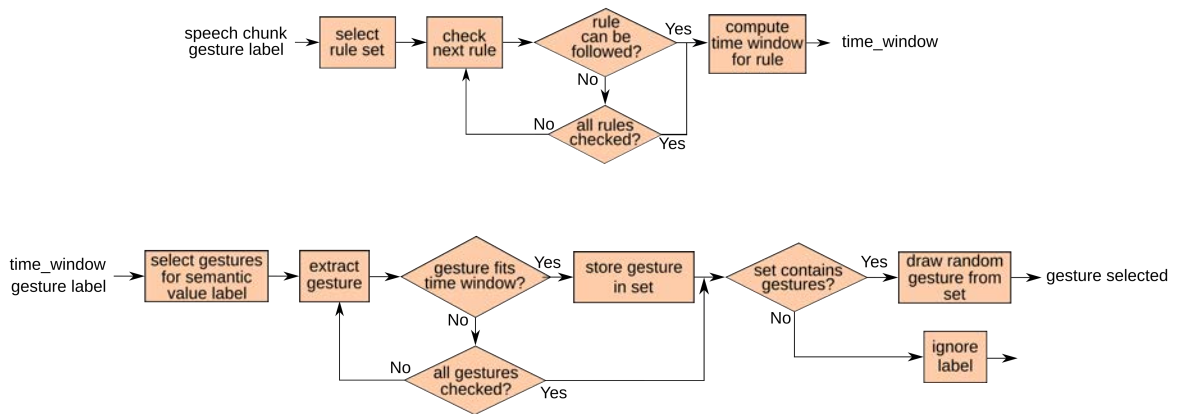 speech chunk
gesture label
select
rule set
check
next rule
rule
can be
followed?
Yes
No
all rules
checked?
No
Yes
compute
time window
for rule
time_window
time_window
gesture label
select gestures
for semantic
value label
extract
gesture
gesture fits
time window?
Yes
No
all gestures
checked?
No
Yes
store gesture
in set
set contains
gestures?
Yes
No
draw random
gesture from
set
gesture selected
ignore
label